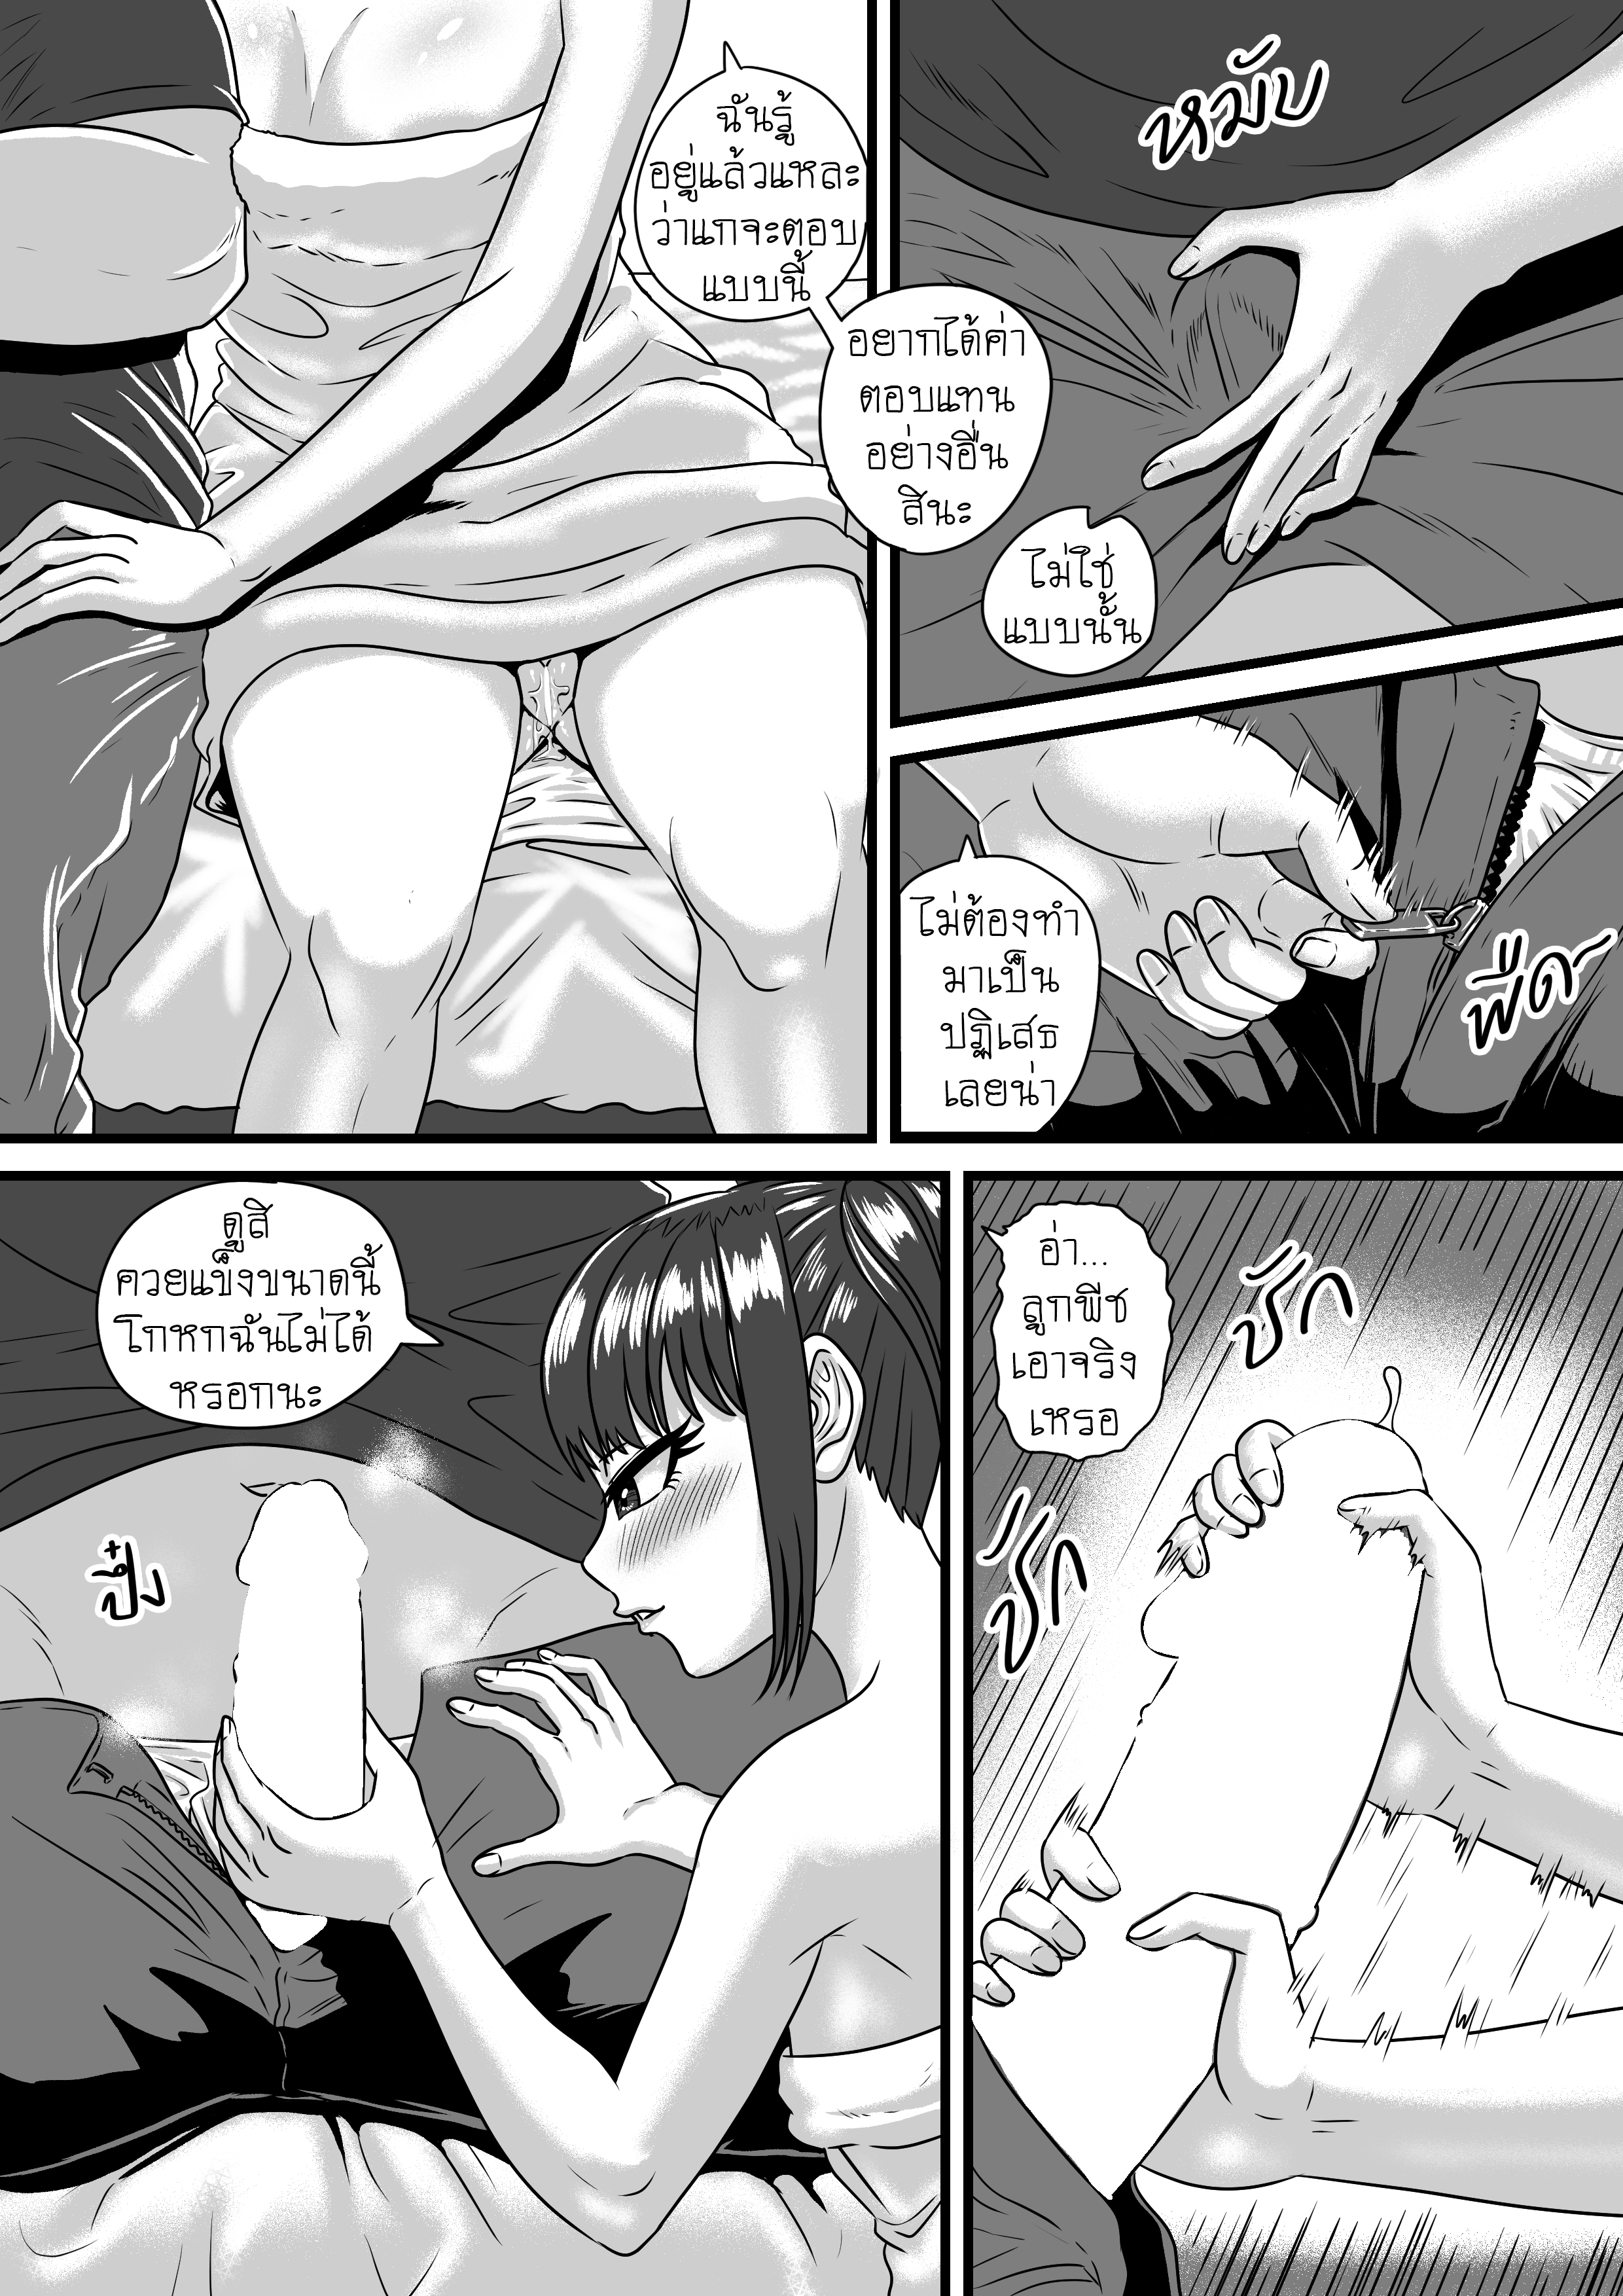 ฉันรู้
อยู่แล้วแหละ
ว่าแกจะตอบ
แบบนี้
อยากได้ค่า
ตอบแทน
อย่างอื่น
สินะ
หมับ
ไม่ใช่
แบบนั้น
ไม่ต้องทำ
มาเป็น
ปฏิเสธ
เลยน่า
พืด
ดูสิ
ควยแข็งขนาดนี้
โกหกฉันไม่ได้
หรอกนะ
ปึ๋ง
อ่า...
ลูกพีช
เอาจริง
เหรอ
ชัก
ชัก